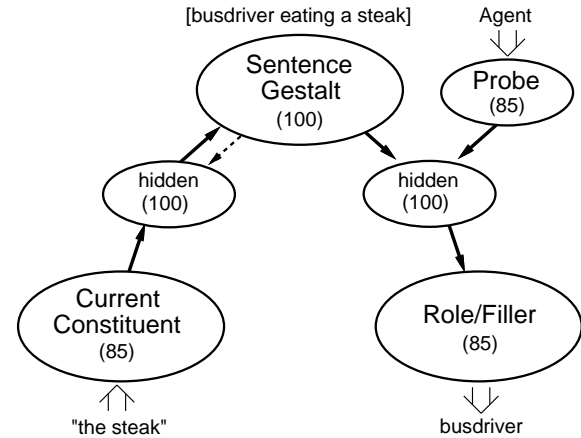 [busdriver eating a steak]
Agent
Sentence
Gestalt
(100)
Probe
(85)
hidden
(100)
hidden
(100)
Current
Constituent
(85)
Role/Filler
(85)
"the steak"
busdriver